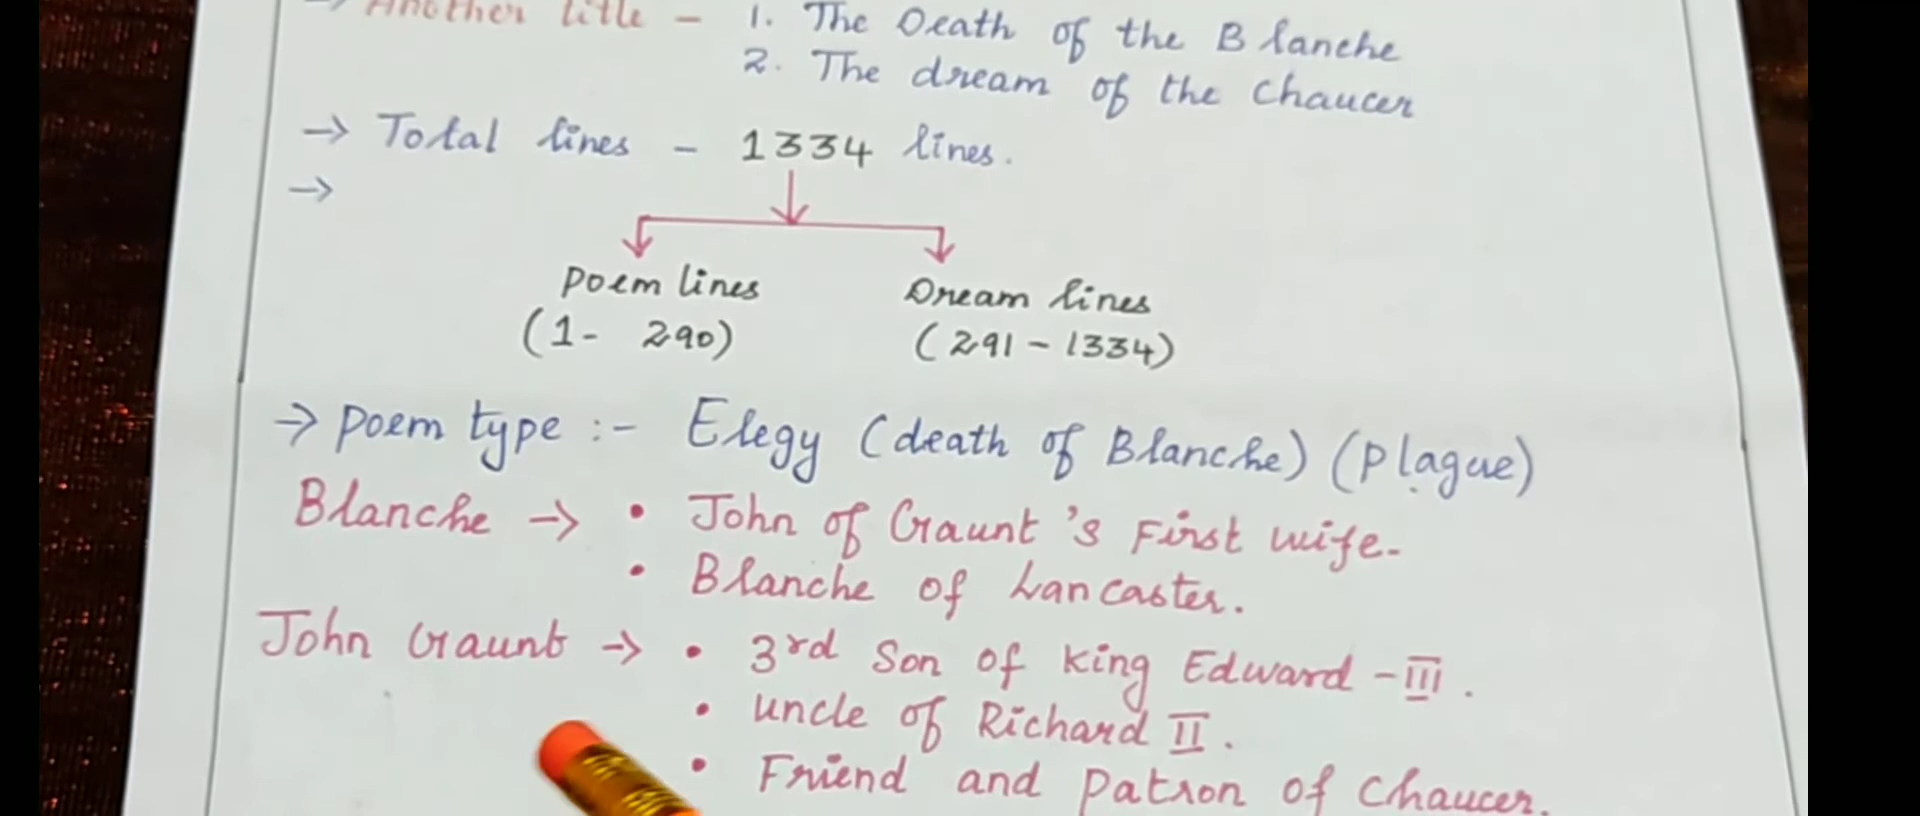 → Another title - 1. The Death of the Blanche
2. The dream of the Chaucer
→ Total lines - 1334 lines.
→
Poem lines Dream lines
(1- 290) (291-1334)
→ Poem type :- Elegy (death of Blanche) (Plague)
Blanche → • John of Gaunt's First wife.
• Blanche of Lancaster.
John Gaunt → • 3rd Son of King Edward -III.
• Uncle of Richard II.
• Friend and Patron of Chaucer.